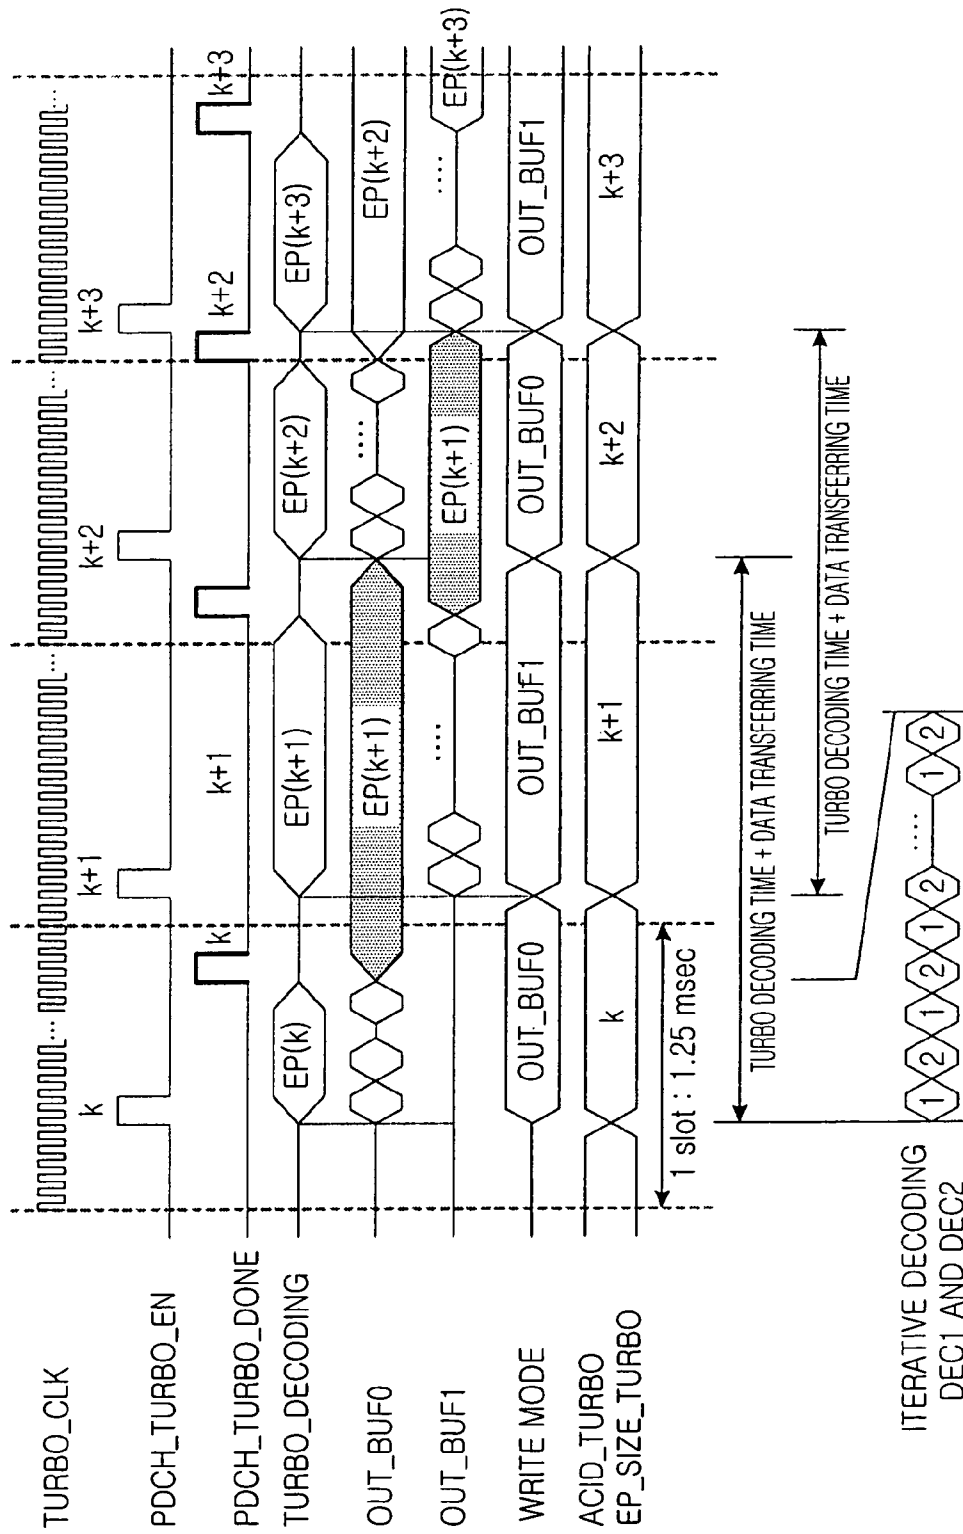 TURBO_CLK
... ... ... ...
PDCH_TURBO_EN
k k+1 k+2 k+3
PDCH_TURBO_DONE
k k+1 k+2 k+3
TURBO_DECODING
EP(k) EP(k+1) EP(k+2) EP(k+3)
OUT_BUF0
EP(k+1) .... EP(k+2)
OUT_BUF1
.... EP(k+1) .... EP(k+3)
WRITE MODE
OUT_BUF0 OUT_BUF1 OUT_BUF0 OUT_BUF1
ACID_TURBO
EP_SIZE_TURBO
k k+1 k+2 k+3
1 slot : 1.25 msec
TURBO DECODING TIME + DATA TRANSFERRING TIME
TURBO DECODING TIME + DATA TRANSFERRING TIME
ITERATIVE DECODING
DEC1 AND DEC2
1 2 1 2 1 2 .... 1 2